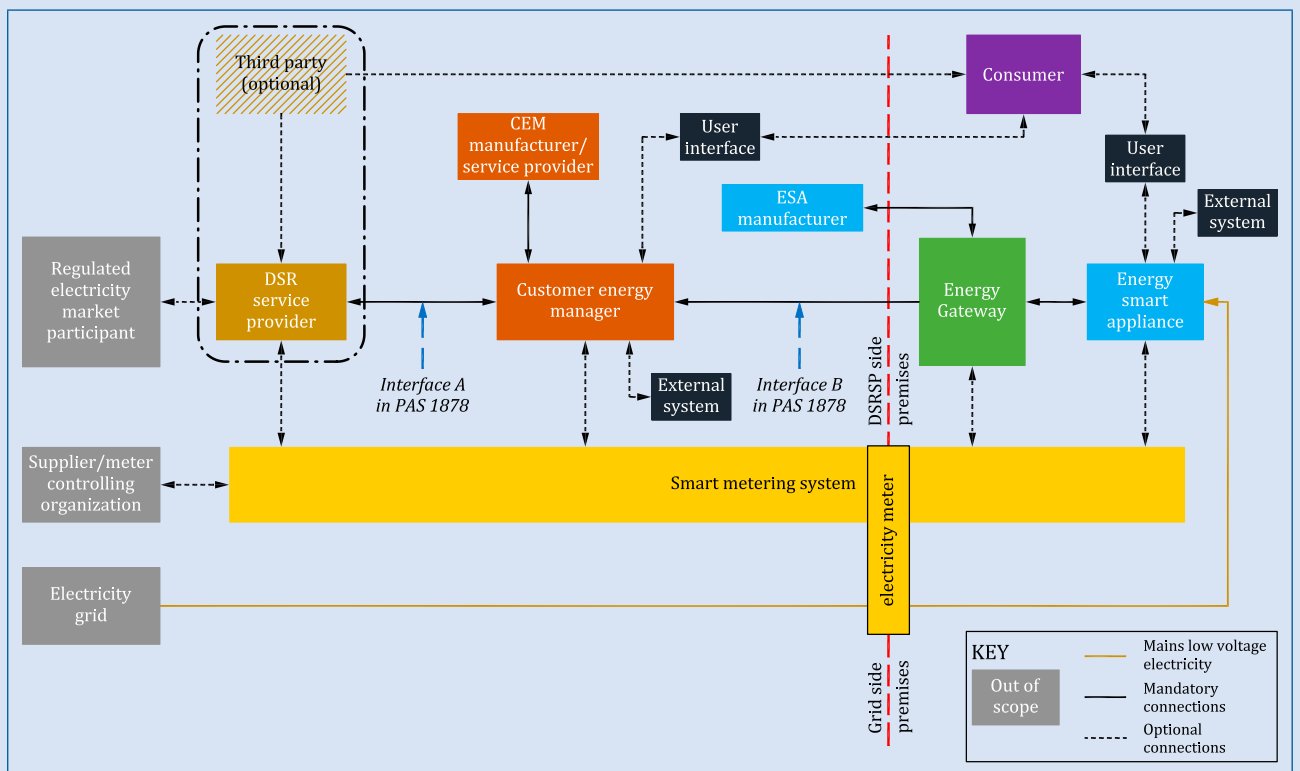 Third party
(optional)
Consumer
CEM
manufacturer/
service provider
User
interface
User
interface
ESA
manufacturer
External
system
Regulated
electricity
market
participant
DSR
service
provider
Customer energy
manager
Energy
Gateway
Energy
smart
appliance
Interface A
in PAS 1878
External
system
Interface B
in PAS 1878
DSRSP side
premises
Supplier/meter
controlling
organization
Smart metering system
electricity meter
Electricity
grid
Grid side
premises
KEY
Out of
scope
Mains low voltage
electricity
Mandatory
connections
Optional
connections